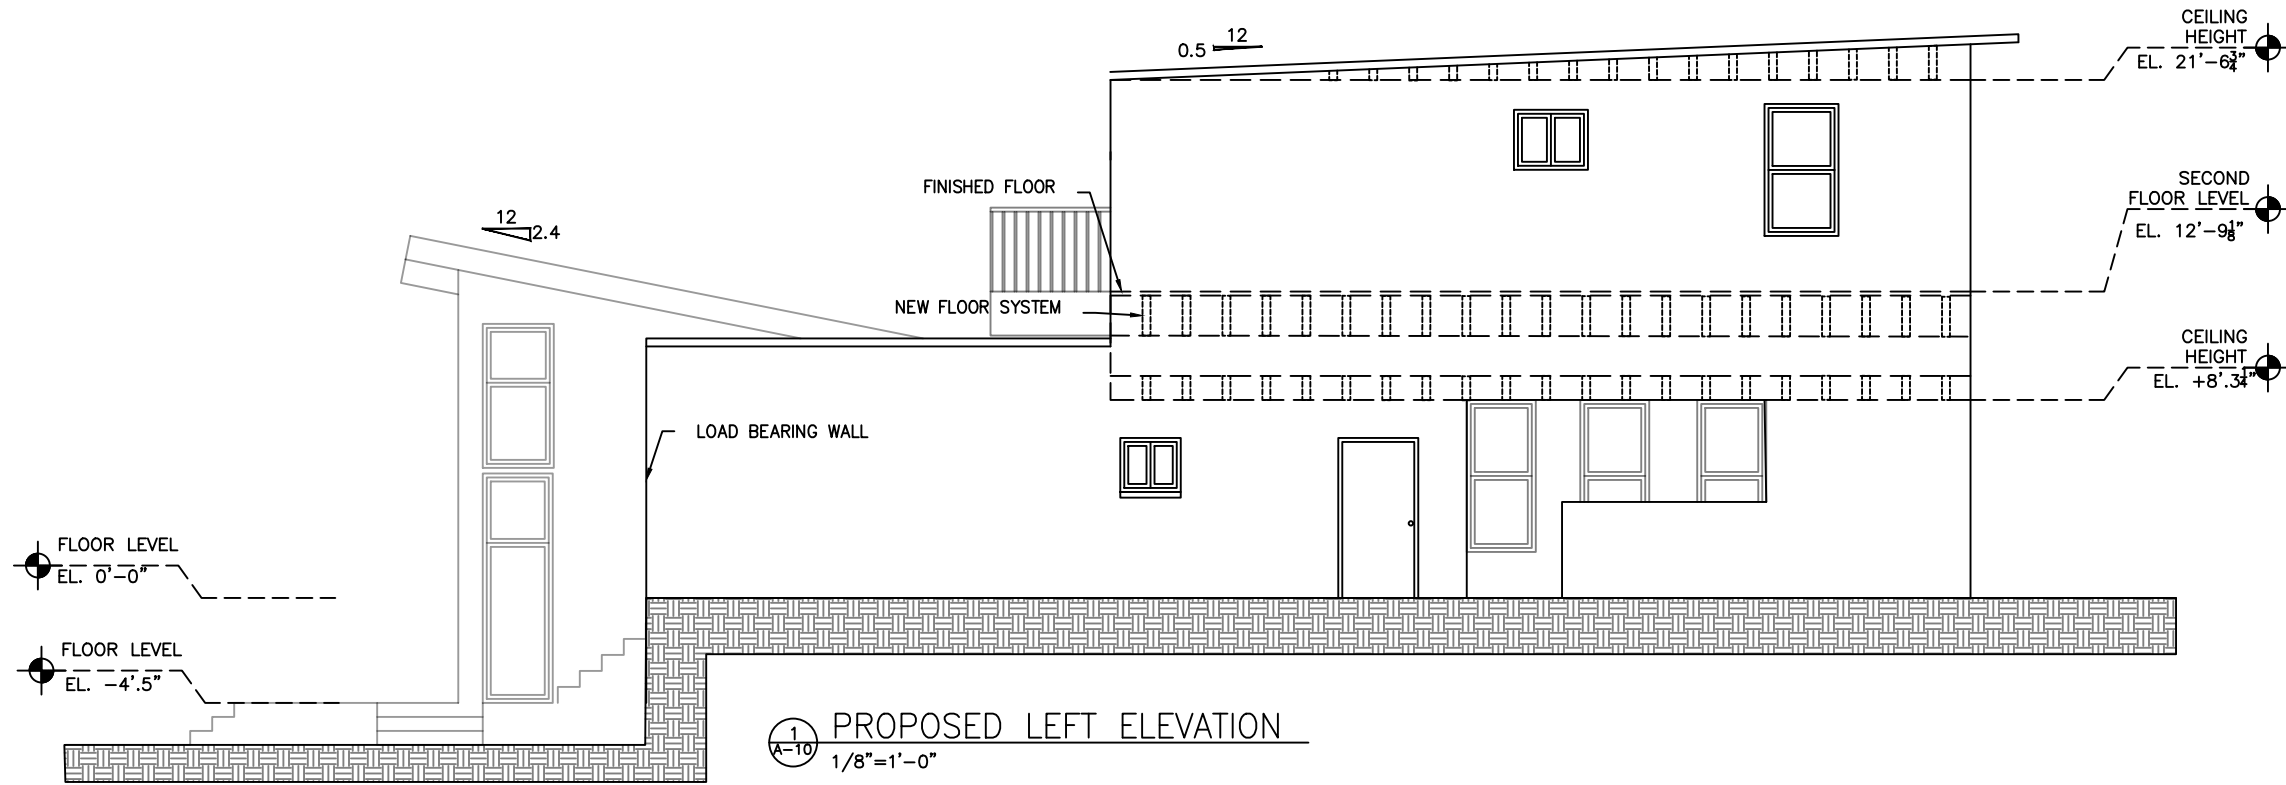 CEILING
HEIGHT
EL. 21'-6¾"
12
0.5
SECOND
FLOOR LEVEL
EL. 12'-9⅛"
FINISHED FLOOR
12
2.4
NEW FLOOR SYSTEM
CEILING
HEIGHT
EL. +8'.3¼"
LOAD BEARING WALL
FLOOR LEVEL
EL. 0'-0"
FLOOR LEVEL
EL. -4'.5"
1
A-10
PROPOSED LEFT ELEVATION
1/8"=1'-0"